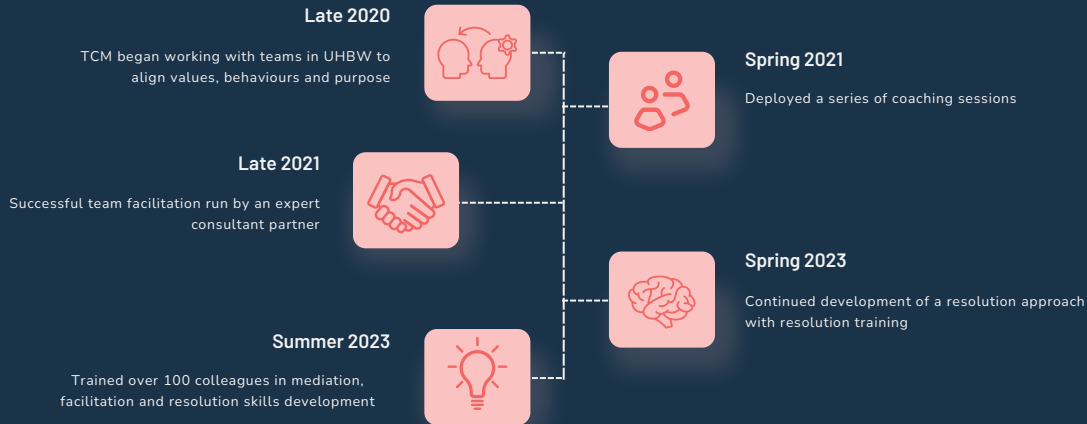 Late 2020
TCM began working with teams in UHBW to
align values, behaviours and purpose
Spring 2021
Deployed a series of coaching sessions
Late 2021
Successful team facilitation run by an expert
consultant partner
Spring 2023
Continued development of a resolution approach
with resolution training
Summer 2023
Trained over 100 colleagues in mediation,
facilitation and resolution skills development